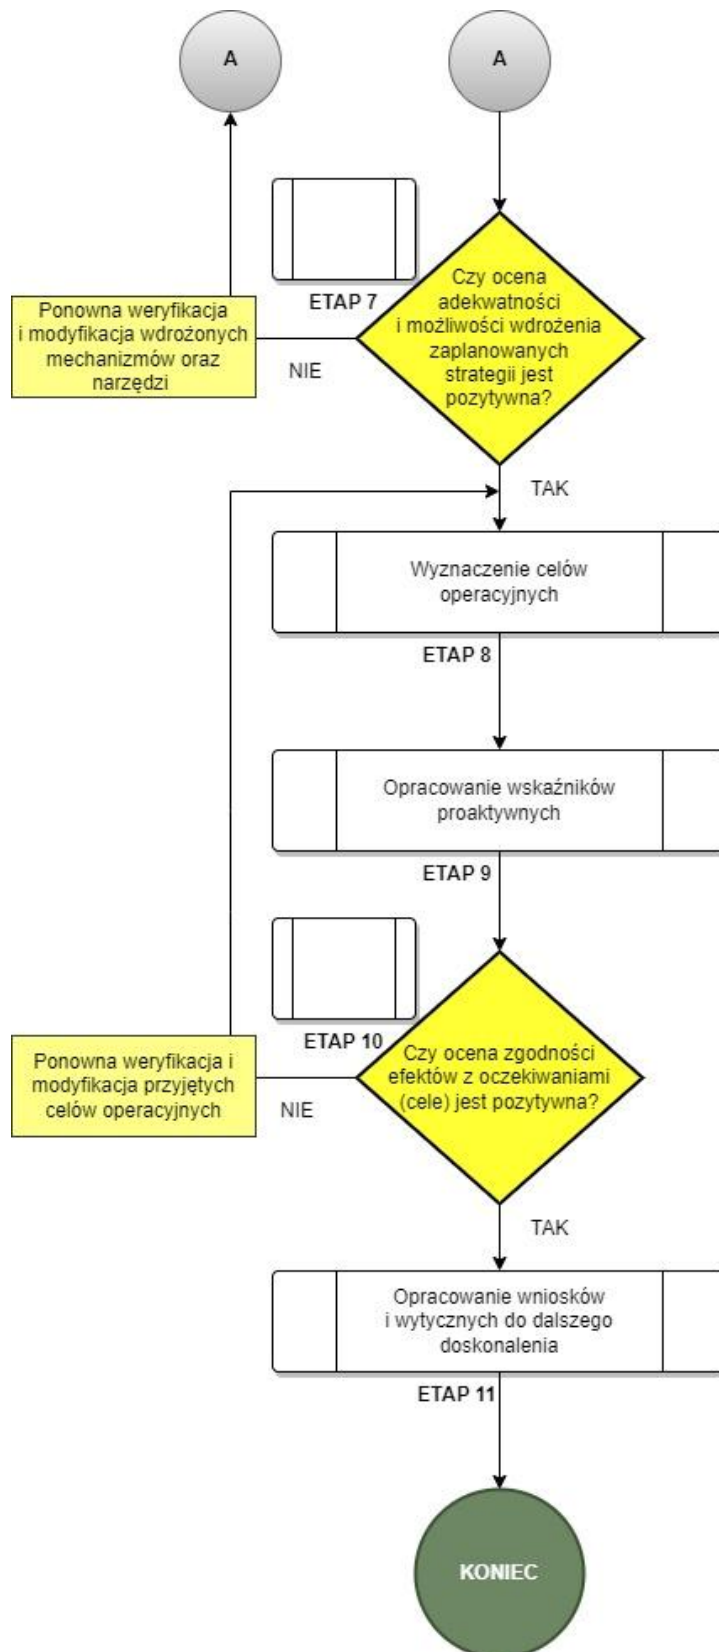 A
A
ETAP 7
Czy ocena
adekwatności
i możliwości wdrożenia
zaplanowanych
strategii jest
pozytywna?
Ponowna weryfikacja
i modyfikacja wdrożonych
mechanizmów oraz
narzędzi
NIE
TAK
Wyznaczenie celów
operacyjnych
ETAP 8
Opracowanie wskaźników
proaktywnych
ETAP 9
ETAP 10
Czy ocena zgodności
efektów z oczekiwaniami
(cele) jest pozytywna?
Ponowna weryfikacja i
modyfikacja przyjętych
celów operacyjnych
NIE
TAK
Opracowanie wniosków
i wytycznych do dalszego
doskonalenia
ETAP 11
KONIEC